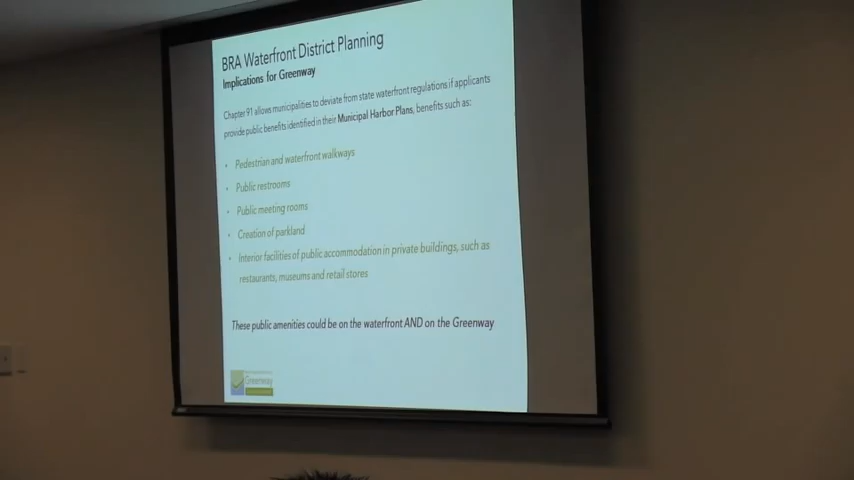 BRA Waterfront District Planning
Implications for Greenway
Chapter 91 allows municipalities to deviate from state waterfront regulations if applicants
provide public benefits identified in their Municipal Harbor Plans, benefits such as:
• Pedestrian and waterfront walkways
• Public restrooms
• Public meeting rooms
• Creation of parkland
• Interior facilities of public accommodation in private buildings, such as
restaurants, museums and retail stores
These public amenities could be on the waterfront AND on the Greenway
Greenway